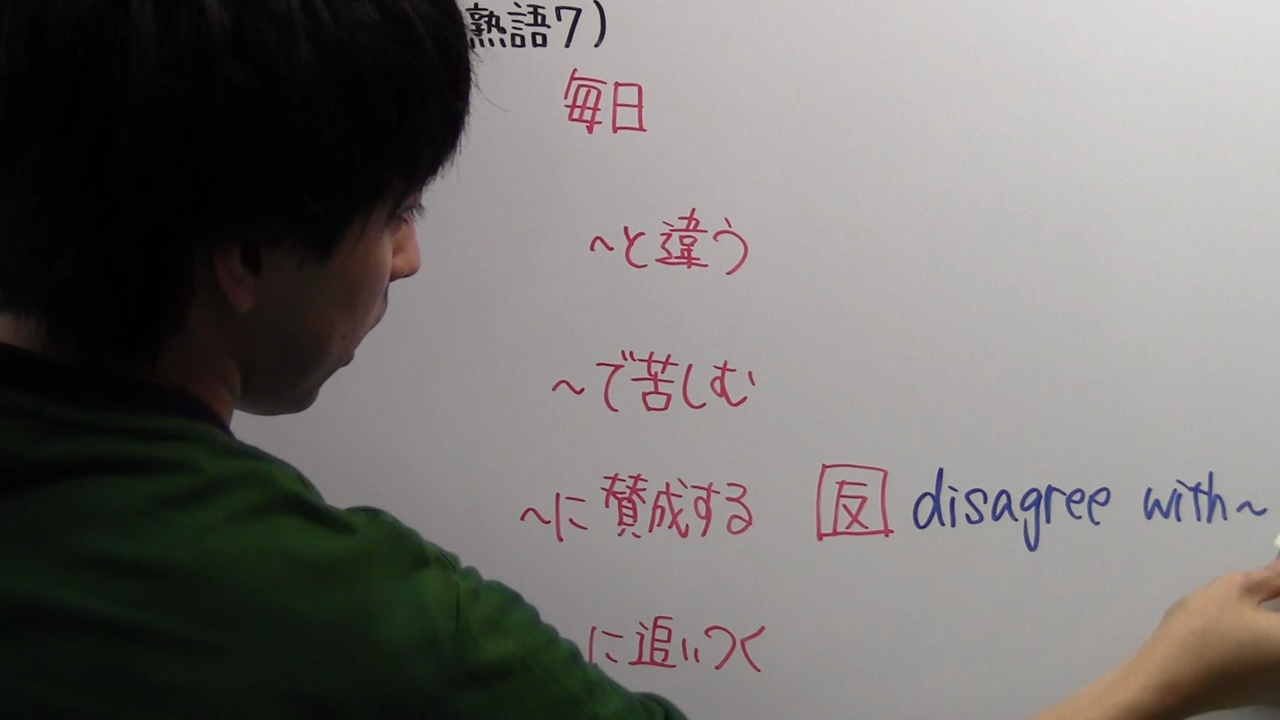 熟語7)
毎日
～と違う
～で苦しむ
～に賛成する 反 disagree with～
に追いつく